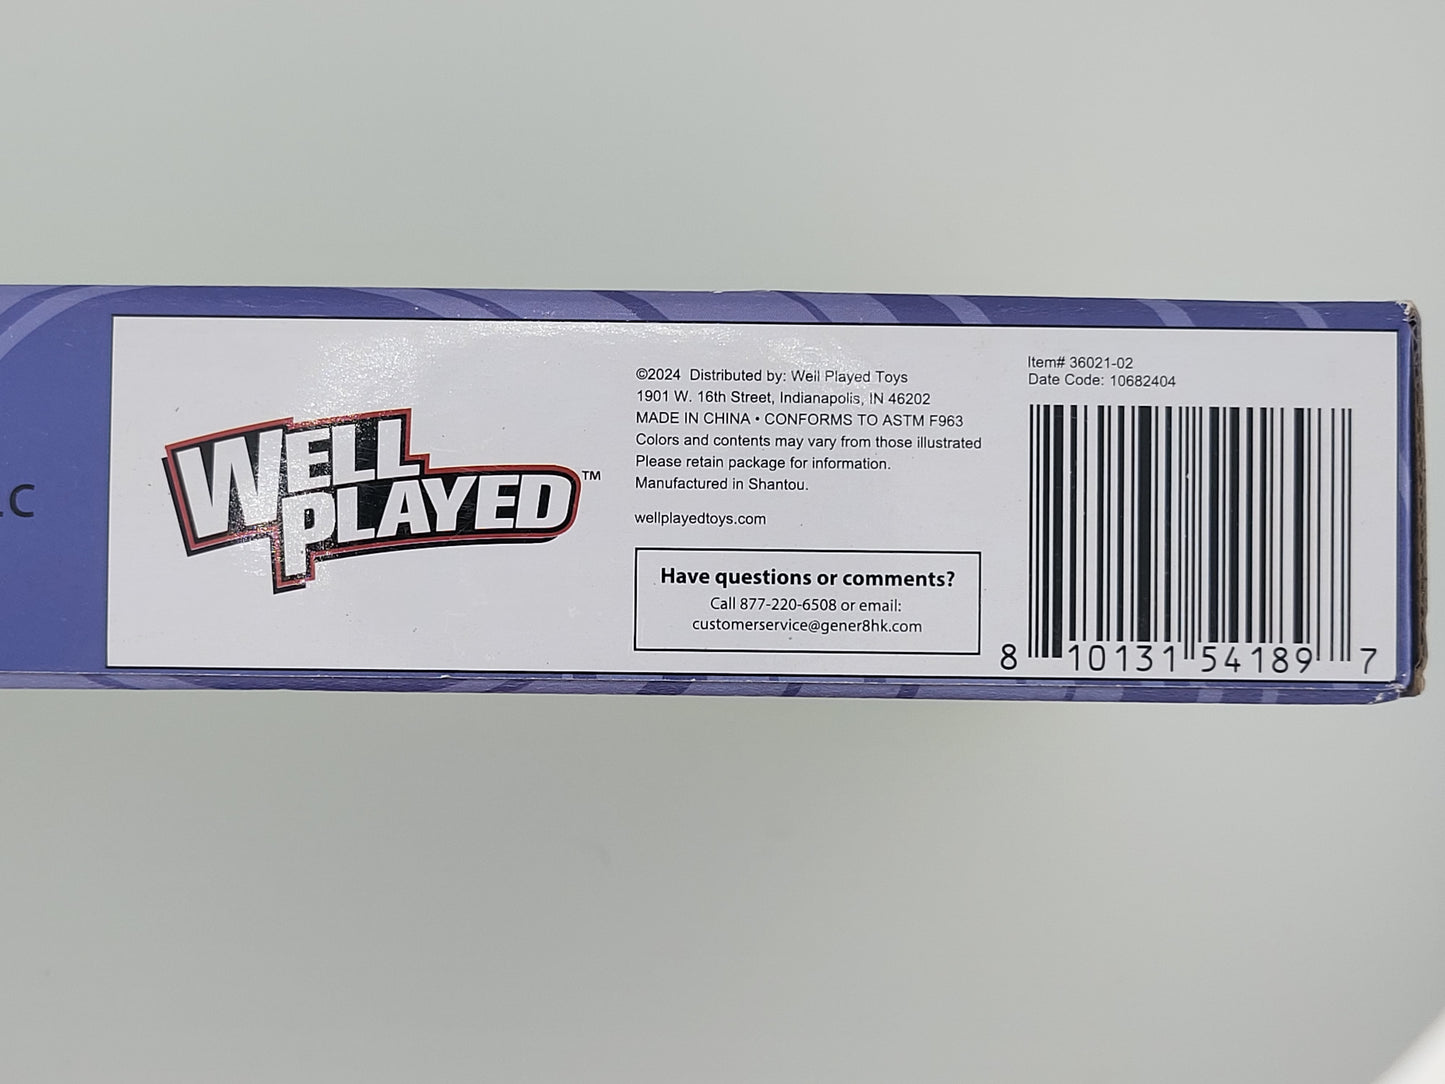 WELL
PLAYED™
©2024 Distributed by: Well Played Toys
1901 W. 16th Street, Indianapolis, IN 46202
MADE IN CHINA • CONFORMS TO ASTM F963
Colors and contents may vary from those illustrated
Please retain package for information.
Manufactured in Shantou.
wellplayedtoys.com
Have questions or comments?
Call 877-220-6508 or email:
customerservice@gener8hk.com
Item# 36021-02
Date Code: 10682404
8 10131 54189 7